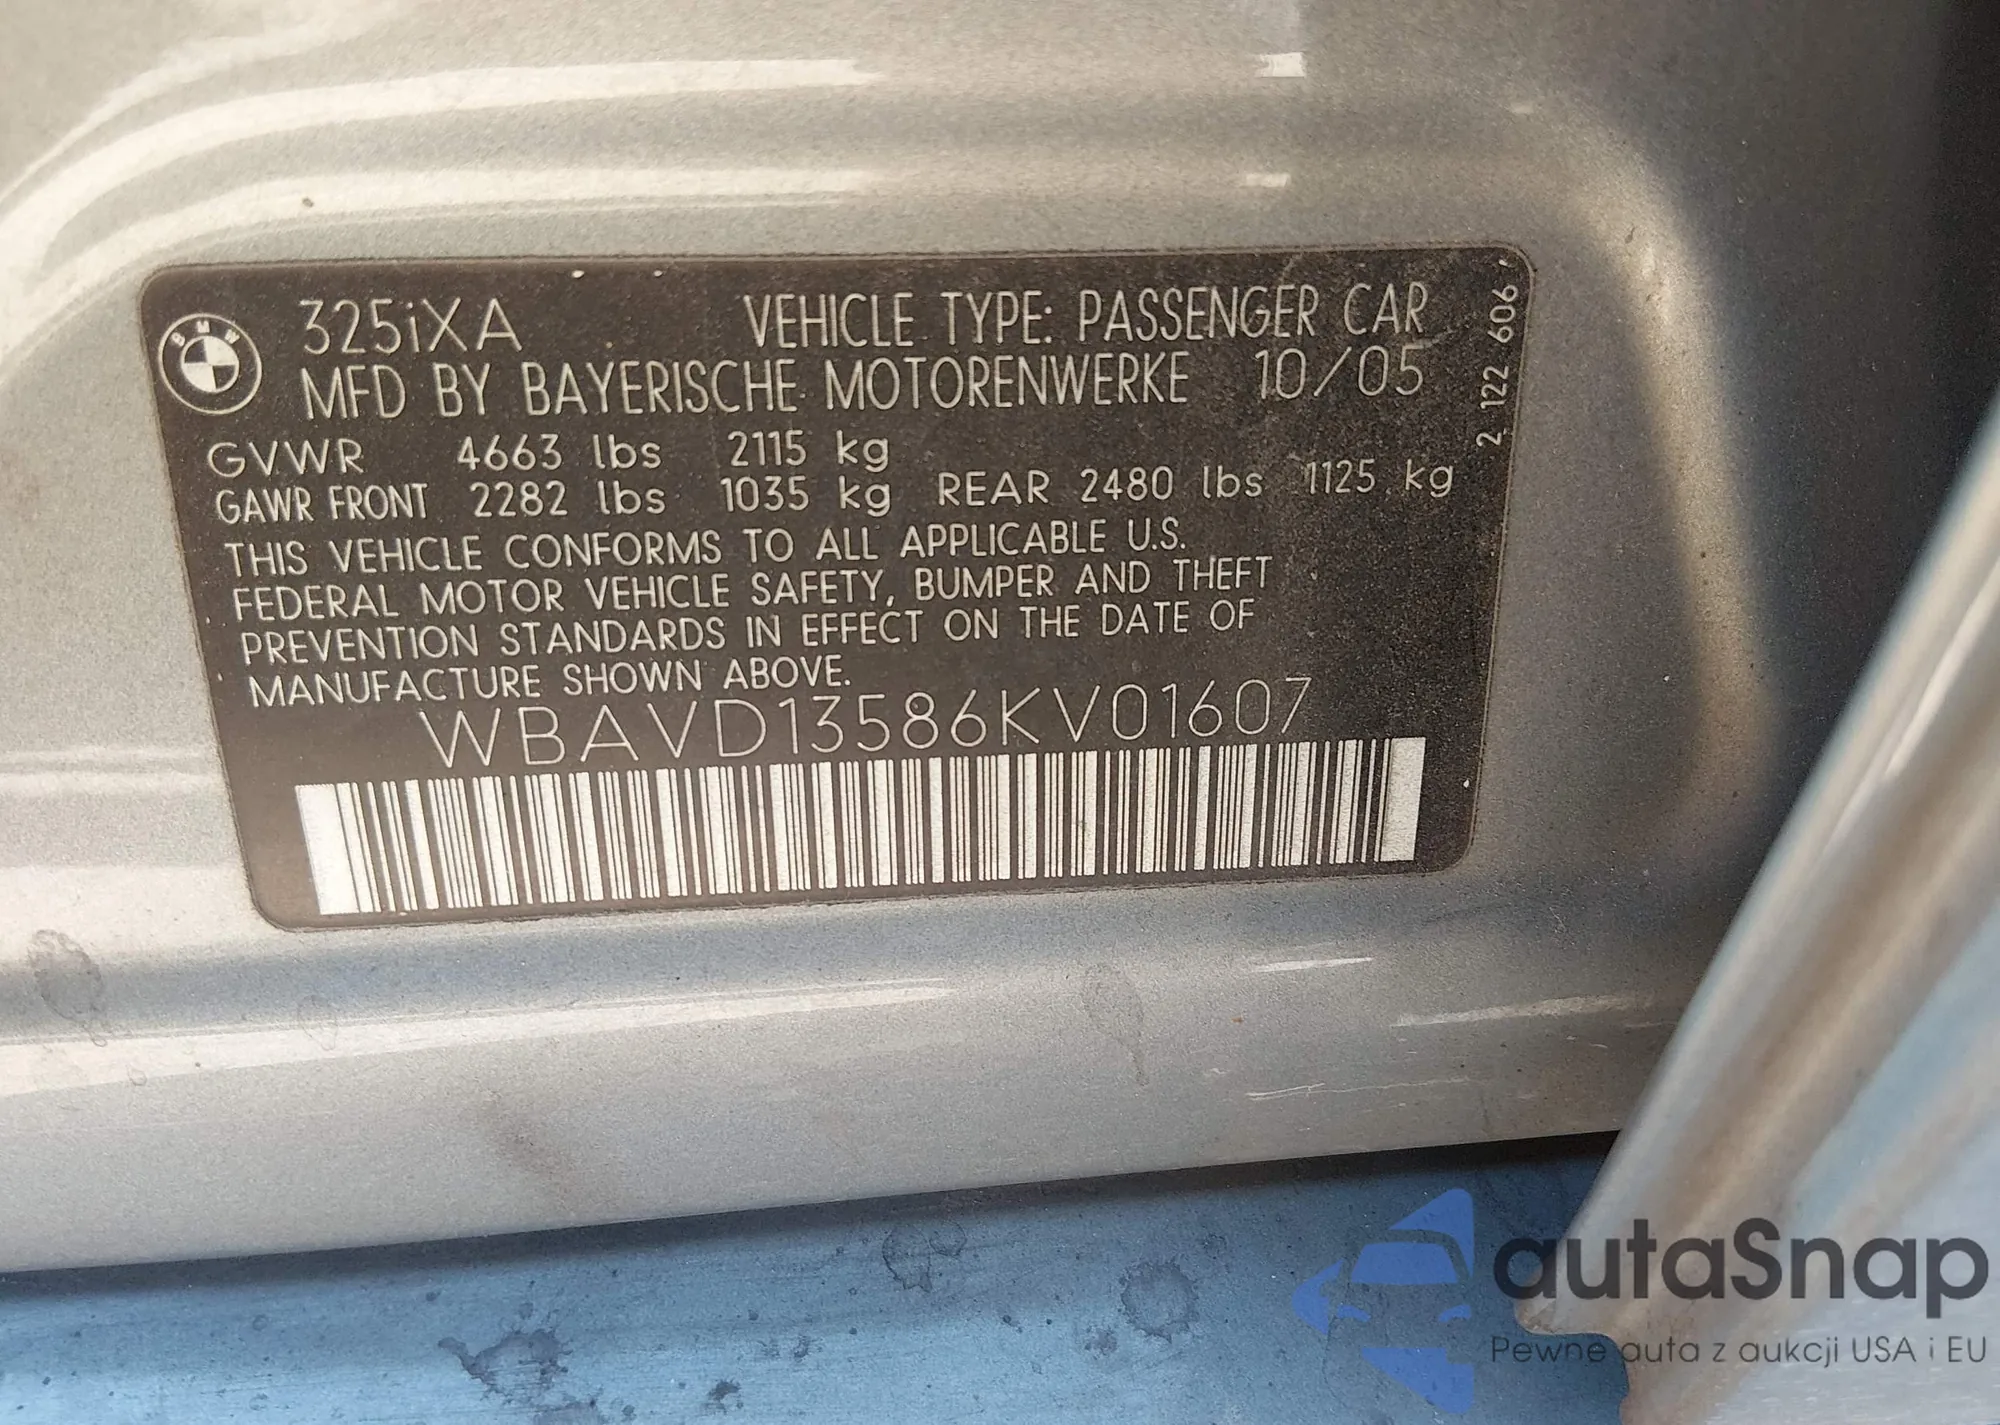 BMW
325iXA VEHICLE TYPE: PASSENGER CAR
MFD BY BAYERISCHE MOTORENWERKE 10/05
GVWR 4663 lbs 2115 kg
GAWR FRONT 2282 lbs 1035 kg REAR 2480 lbs 1125 kg
THIS VEHICLE CONFORMS TO ALL APPLICABLE U.S.
FEDERAL MOTOR VEHICLE SAFETY, BUMPER AND THEFT
PREVENTION STANDARDS IN EFFECT ON THE DATE OF
MANUFACTURE SHOWN ABOVE.
WBAVD13586KV01607
2 122 606
autaSnap
Pewne auta z aukcji USA i EU